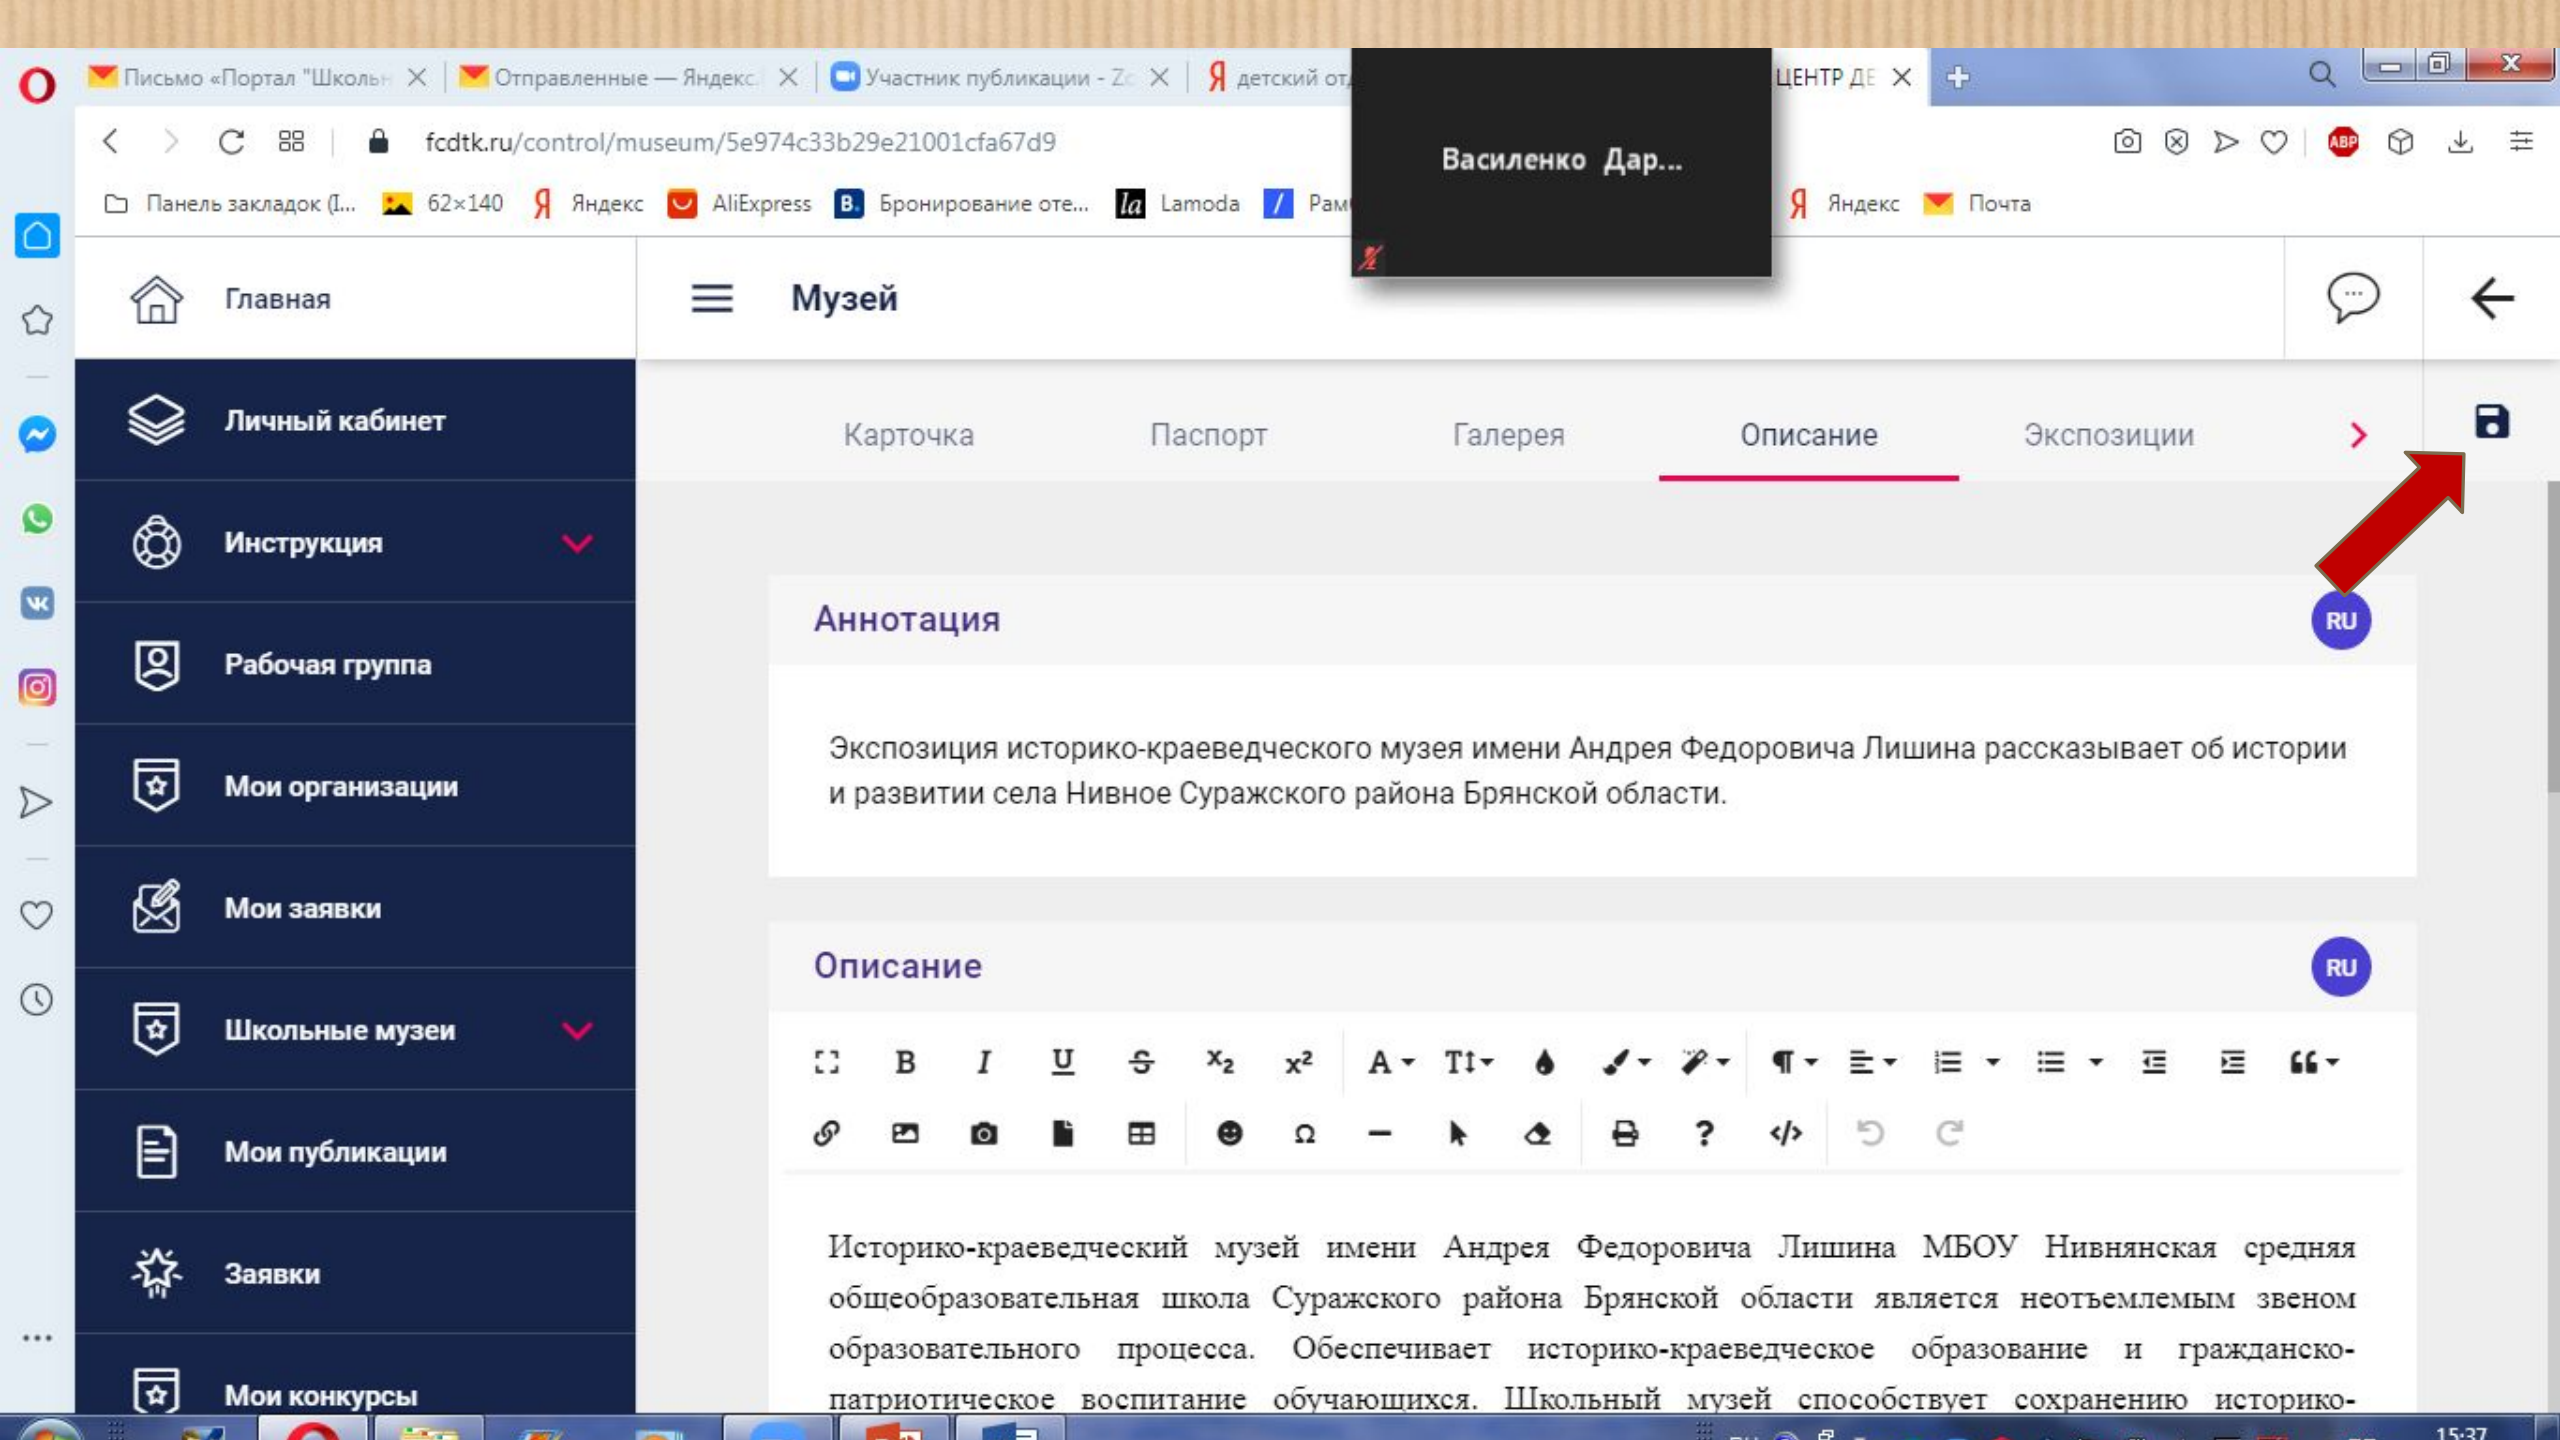 Письмо «Портал "Школьн
Отправленные — Яндекс.
Участник публикации - Zo
детский от
ЦЕНТР ДЕ
fcdtk.ru/control/museum/5e974c33b29e21001cfa67d9
Василенко Дар...
Панель закладок (I...
62×140
Яндекс
AliExpress
Бронирование оте...
Lamoda
Рам
Яндекс
Почта
Главная
Музей
Личный кабинет
Карточка
Паспорт
Галерея
Описание
Экспозиции
Инструкция
Рабочая группа
Мои организации
Мои заявки
Школьные музеи
Мои публикации
Заявки
Мои конкурсы
Аннотация
RU
Экспозиция историко-краеведческого музея имени Андрея Федоровича Лишина рассказывает об истории
и развитии села Нивное Суражского района Брянской области.
Описание
RU
Историко-краеведческий музей имени Андрея Федоровича Лишина МБОУ Нивнянская средняя
общеобразовательная школа Суражского района Брянской области является неотъемлемым звеном
образовательного процесса. Обеспечивает историко-краеведческое образование и гражданско-
патриотическое воспитание обучающихся. Школьный музей способствует сохранению историко-
15:37